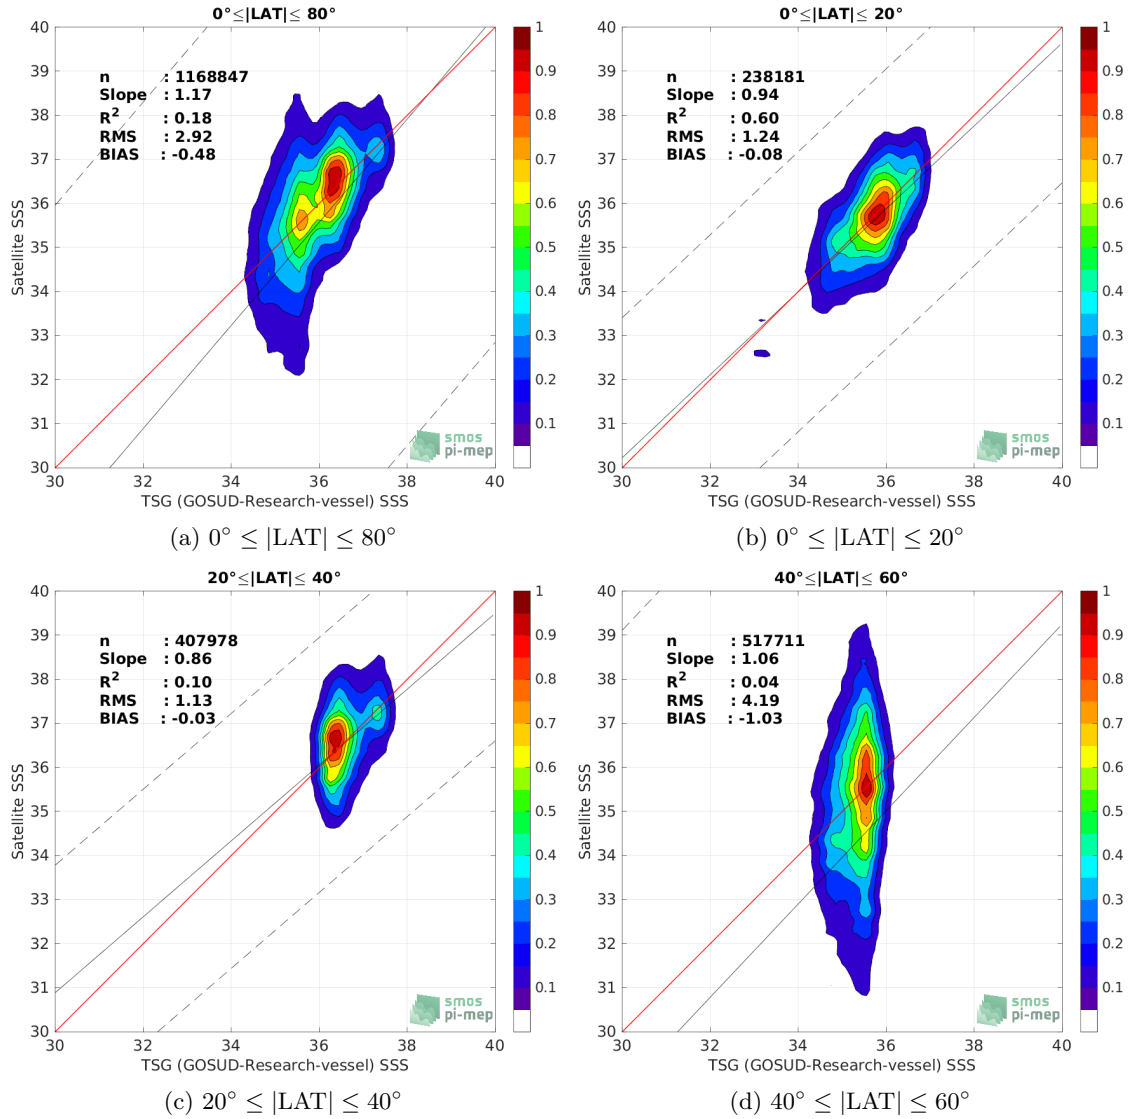 0°≤|LAT|≤ 80°
n : 1168847
Slope : 1.17
R² : 0.18
RMS : 2.92
BIAS : -0.48
40
39
38
37
36
35
34
33
32
31
30
30 32 34 36 38 40
Satellite SSS
TSG (GOSUD-Research-vessel) SSS
smos
pi-mep
1
0.9
0.8
0.7
0.6
0.5
0.4
0.3
0.2
0.1
(a) 0° ≤ |LAT| ≤ 80°
0°≤|LAT|≤ 20°
n : 238181
Slope : 0.94
R² : 0.60
RMS : 1.24
BIAS : -0.08
40
39
38
37
36
35
34
33
32
31
30
30 32 34 36 38 40
Satellite SSS
TSG (GOSUD-Research-vessel) SSS
smos
pi-mep
1
0.9
0.8
0.7
0.6
0.5
0.4
0.3
0.2
0.1
(b) 0° ≤ |LAT| ≤ 20°
20°≤|LAT|≤ 40°
n : 407978
Slope : 0.86
R² : 0.10
RMS : 1.13
BIAS : -0.03
40
39
38
37
36
35
34
33
32
31
30
30 32 34 36 38 40
Satellite SSS
TSG (GOSUD-Research-vessel) SSS
smos
pi-mep
1
0.9
0.8
0.7
0.6
0.5
0.4
0.3
0.2
0.1
(c) 20° ≤ |LAT| ≤ 40°
40°≤|LAT|≤ 60°
n : 517711
Slope : 1.06
R² : 0.04
RMS : 4.19
BIAS : -1.03
40
39
38
37
36
35
34
33
32
31
30
30 32 34 36 38 40
Satellite SSS
TSG (GOSUD-Research-vessel) SSS
smos
pi-mep
1
0.9
0.8
0.7
0.6
0.5
0.4
0.3
0.2
0.1
(d) 40° ≤ |LAT| ≤ 60°